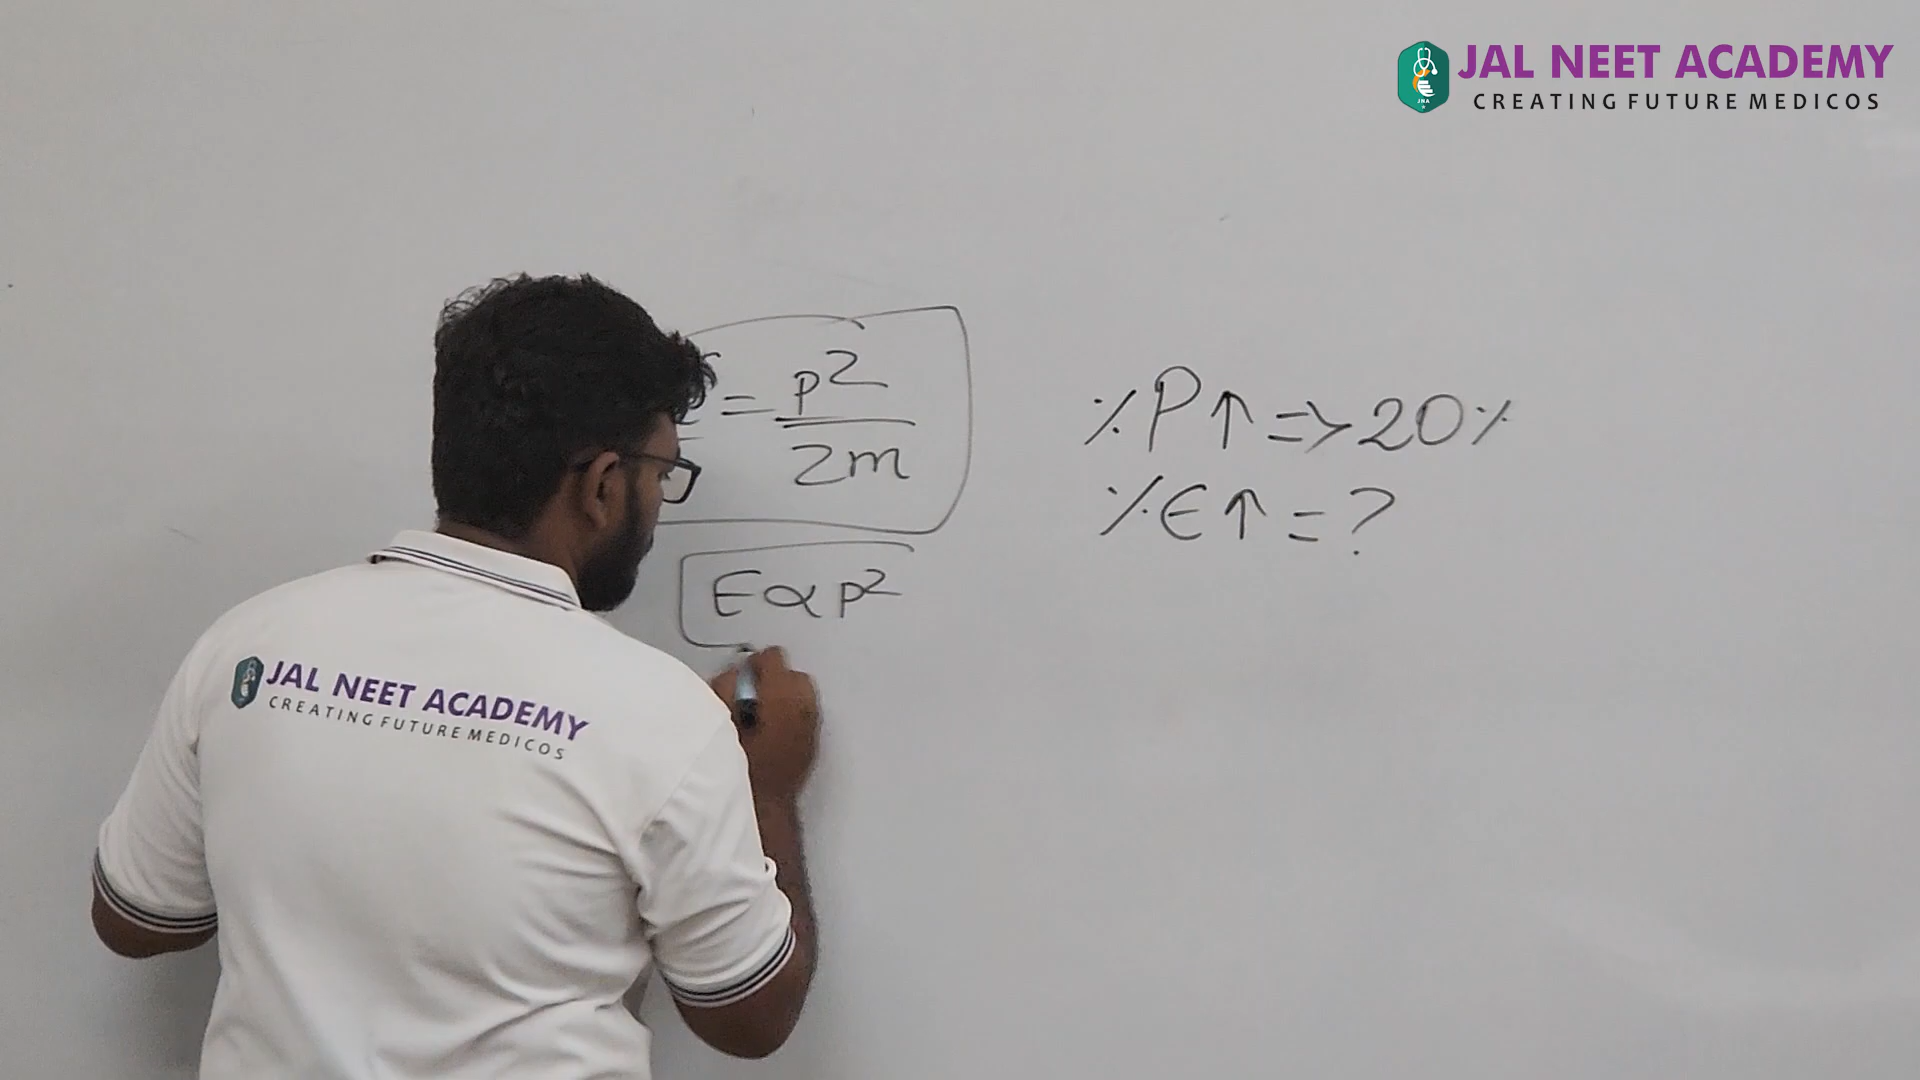 JAL NEET ACADEMY
CREATING FUTURE MEDICOS
= p²/2m
% P ↑ => 20 %
% E ↑ = ?
E ∝ p²
JAL NEET ACADEMY
CREATING FUTURE MEDICOS